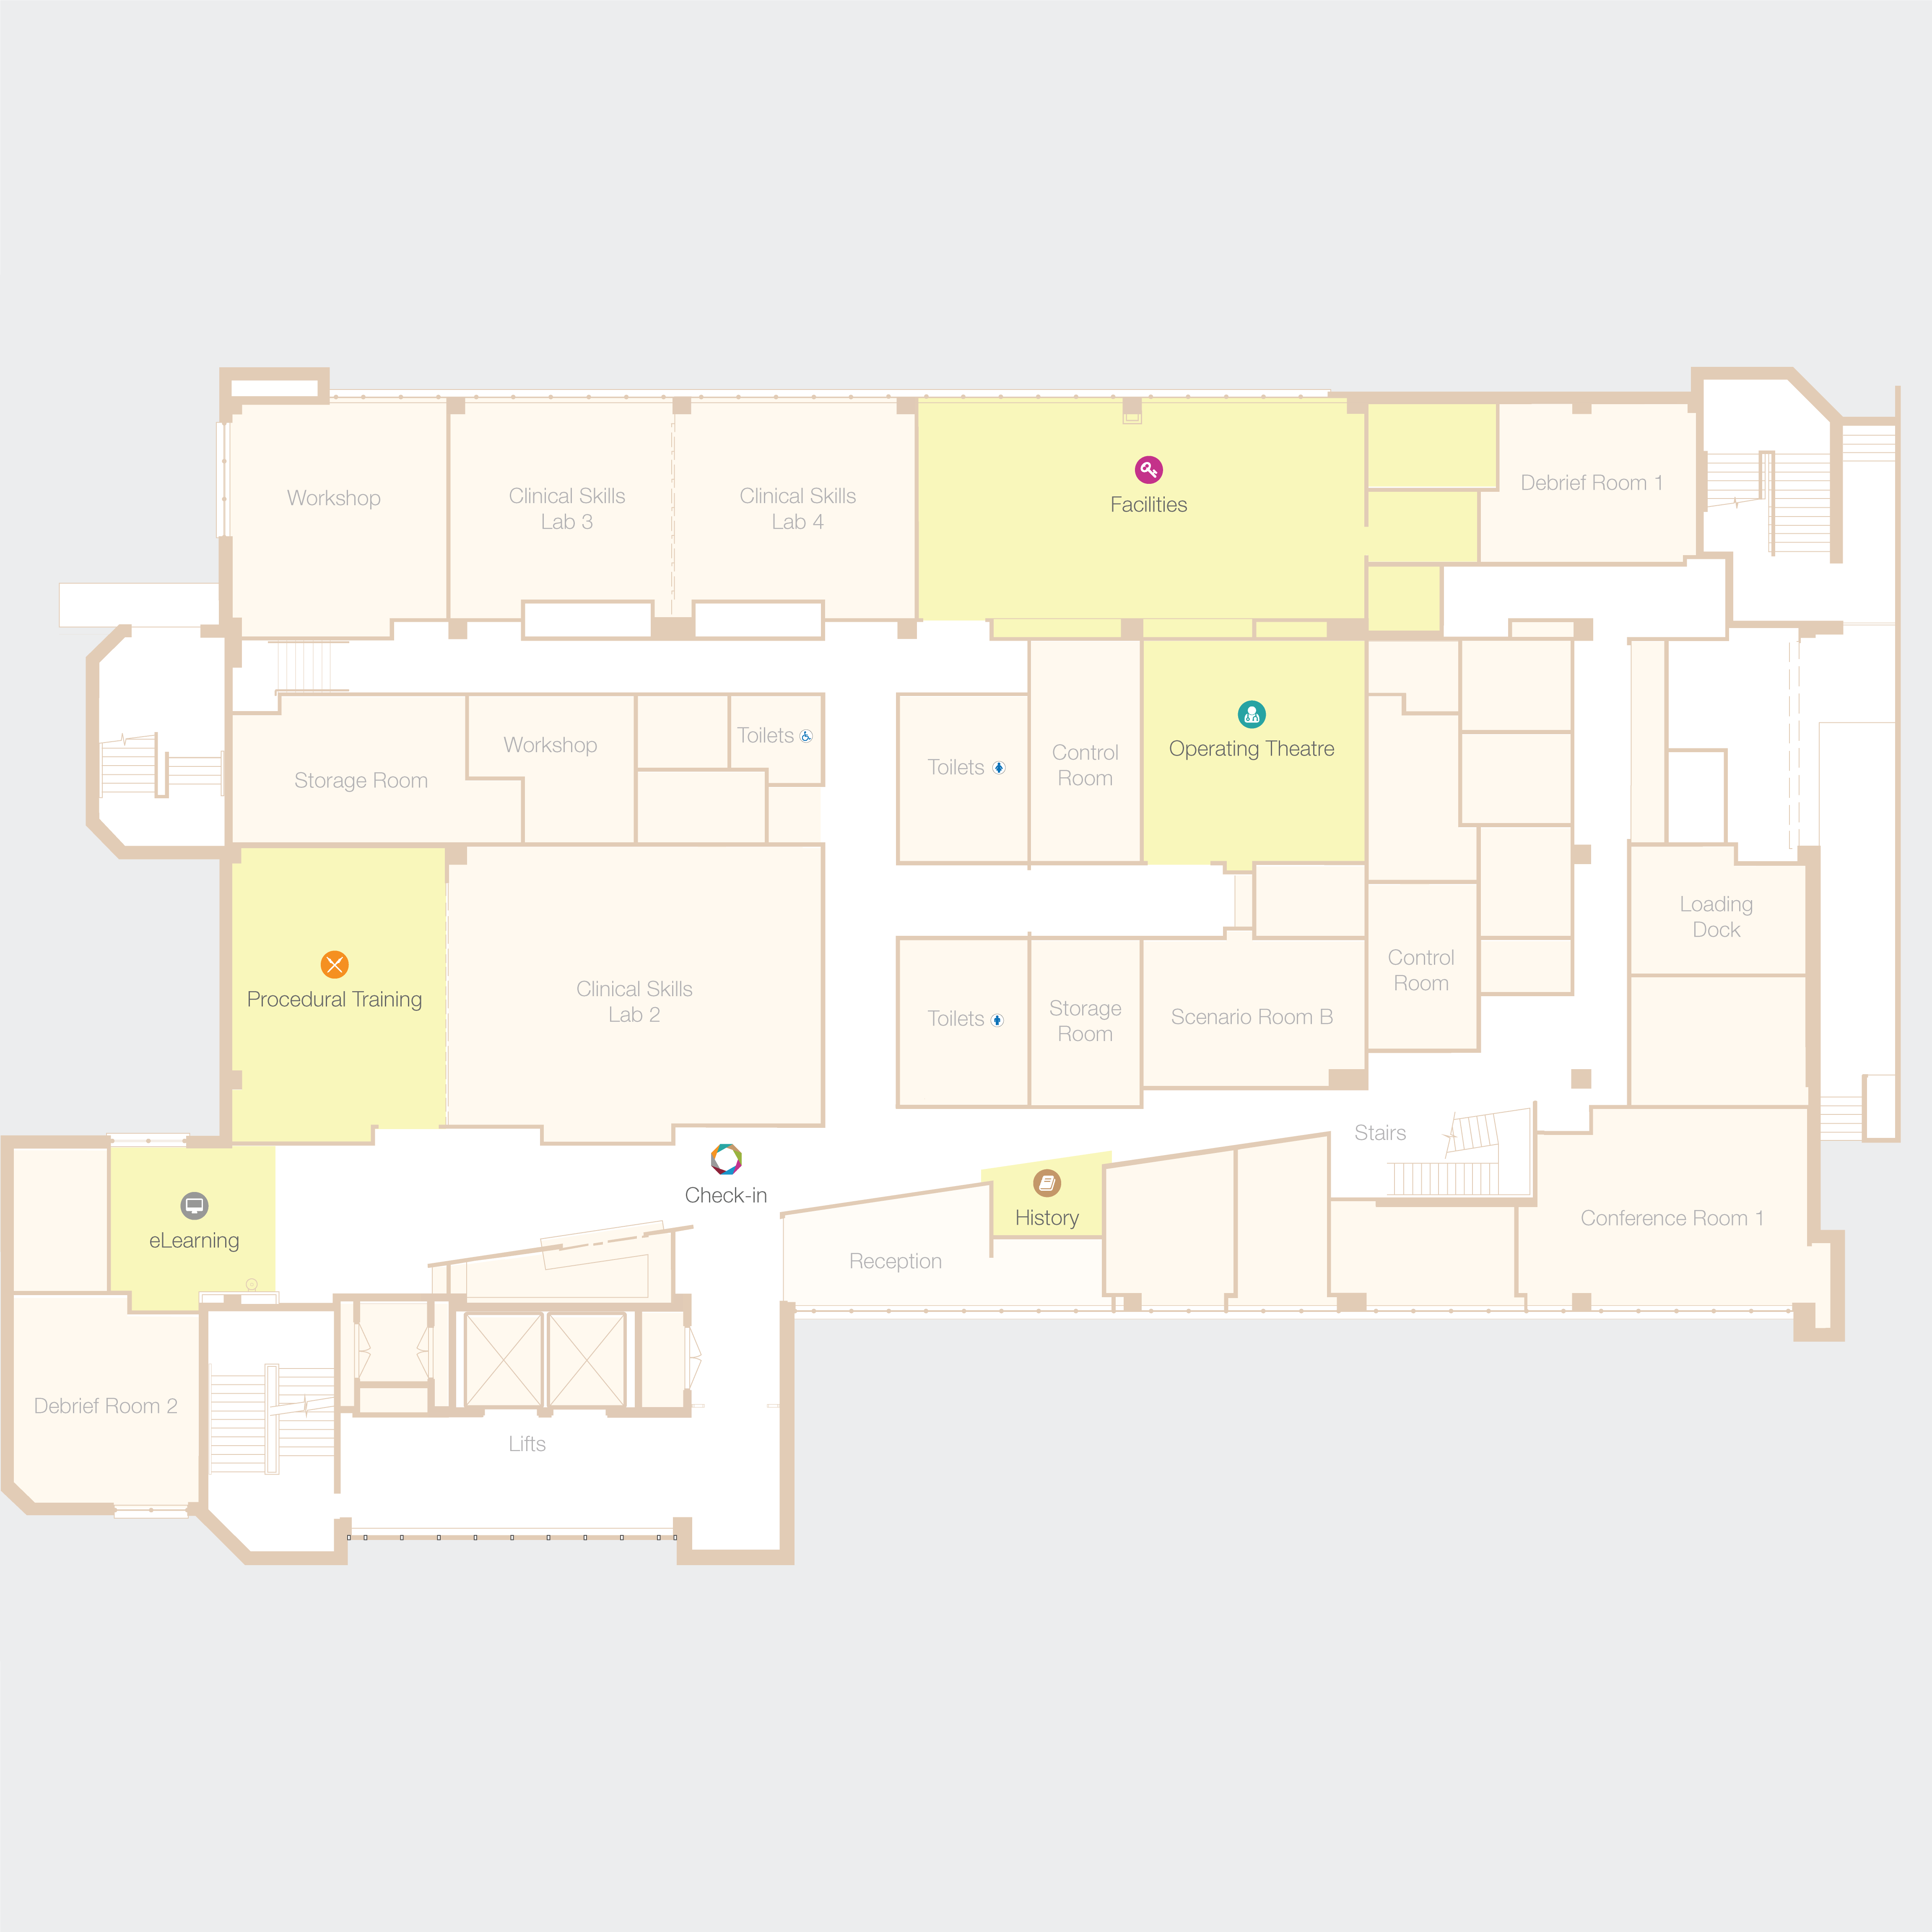 Workshop
Clinical Skills
Lab 3
Clinical Skills
Lab 4
Facilities
Debrief Room 1
Storage Room
Workshop
Toilets
Toilets
Control
Room
Operating Theatre
Loading
Dock
Procedural Training
Clinical Skills
Lab 2
Toilets
Storage
Room
Scenario Room B
Control
Room
Stairs
eLearning
Check-in
Reception
History
Conference Room 1
Debrief Room 2
Lifts